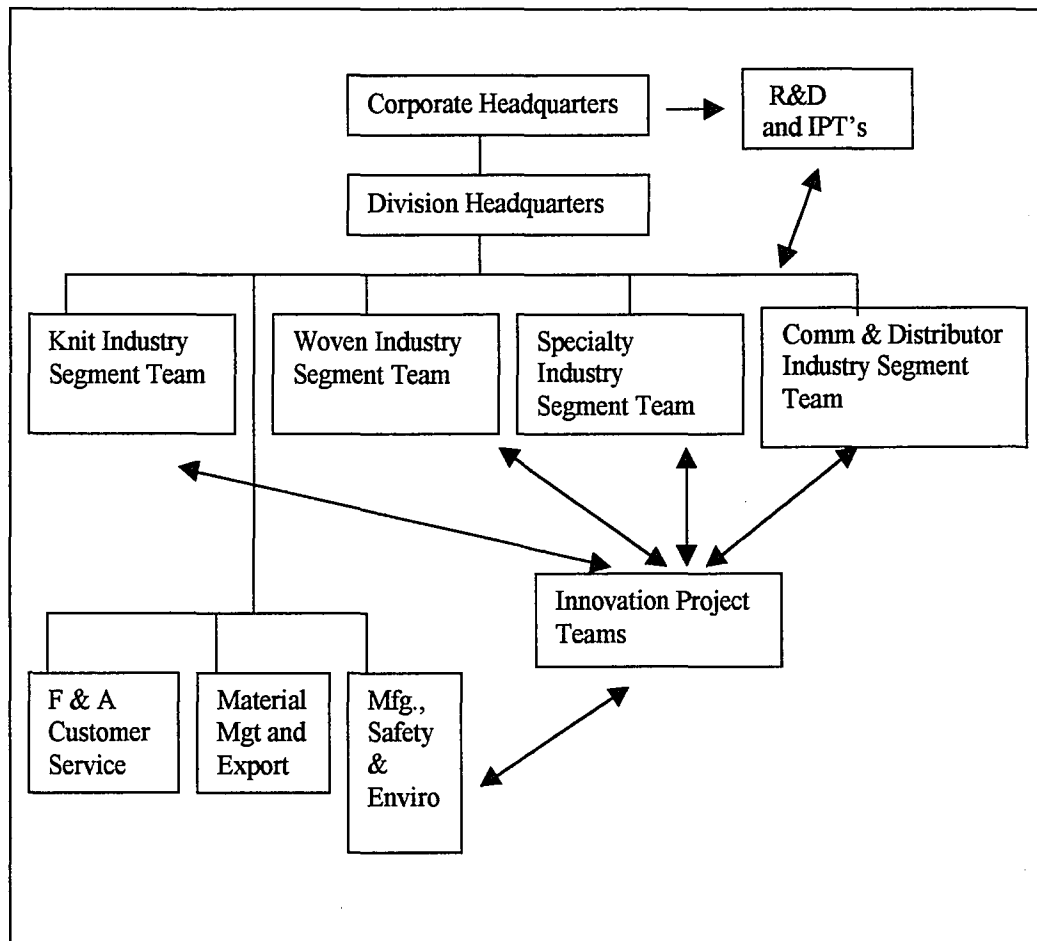 Corporate Headquarters
R&D
and IPT's
Division Headquarters
Knit Industry
Segment Team
Woven Industry
Segment Team
Specialty
Industry
Segment Team
Comm & Distributor
Industry Segment
Team
Innovation Project
Teams
F & A
Customer
Service
Material
Mgt and
Export
Mfg.,
Safety
&
Enviro